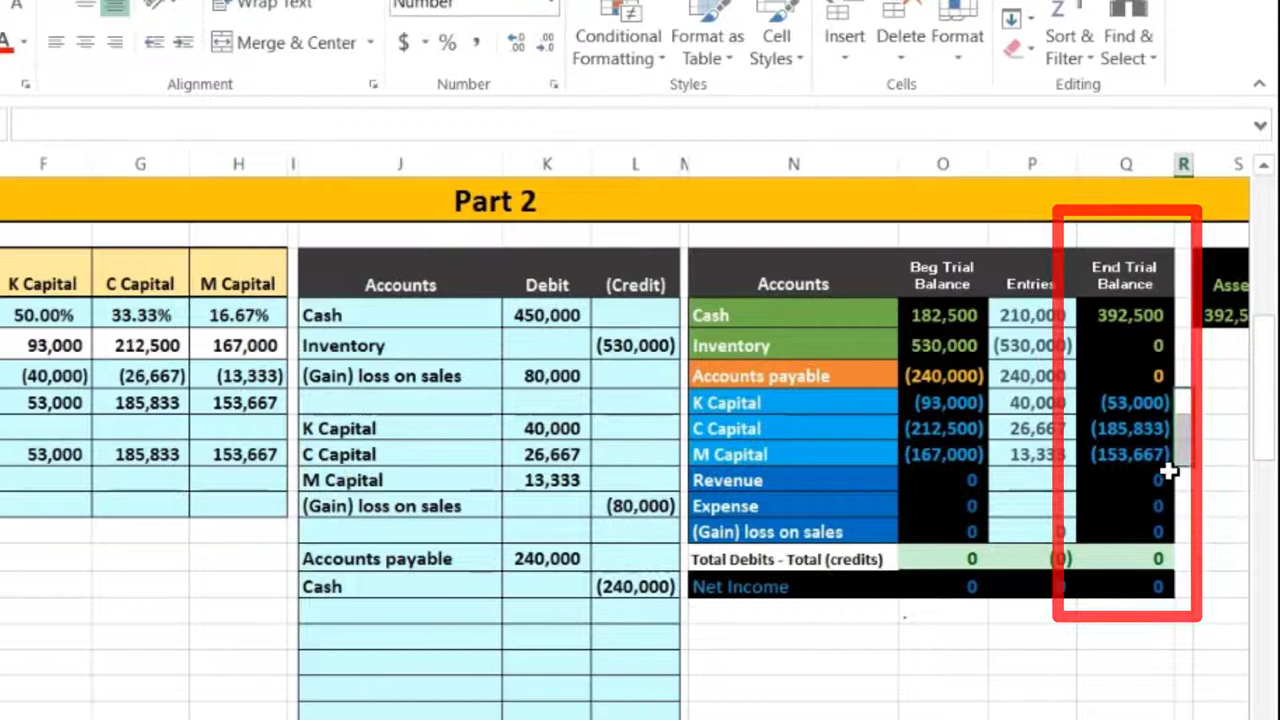 Wrap Text
Number
Merge & Center
$ % ,
Conditional Formatting
Format as Table
Cell Styles
Insert
Delete
Format
Sort & Filter
Find & Select
Alignment
Number
Styles
Cells
Editing
F G H I J K L M N O P Q R S
Part 2
K Capital C Capital M Capital
50.00% 33.33% 16.67%
93,000 212,500 167,000
(40,000) (26,667) (13,333)
53,000 185,833 153,667
53,000 185,833 153,667
Accounts Debit (Credit)
Cash 450,000
Inventory (530,000)
(Gain) loss on sales 80,000
K Capital 40,000
C Capital 26,667
M Capital 13,333
(Gain) loss on sales (80,000)
Accounts payable 240,000
Cash (240,000)
Accounts Beg Trial Balance Entries End Trial Balance
Cash 182,500 210,000 392,500
Inventory 530,000 (530,000) 0
Accounts payable (240,000) 240,000 0
K Capital (93,000) 40,000 (53,000)
C Capital (212,500) 26,667 (185,833)
M Capital (167,000) 13,333 (153,667)
Revenue 0 0
Expense 0 0
(Gain) loss on sales 0 0 0
Total Debits - Total (credits) 0 (0) 0
Net Income 0 0 0
Asse
392,5